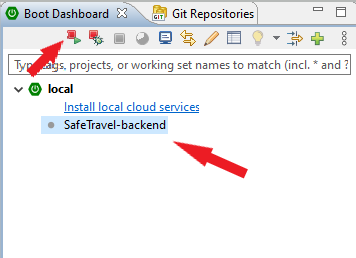 Boot Dashboard
Git Repositories
Type tags, projects, or working set names to match (incl. * and ?
local
Install local cloud services
SafeTravel-backend